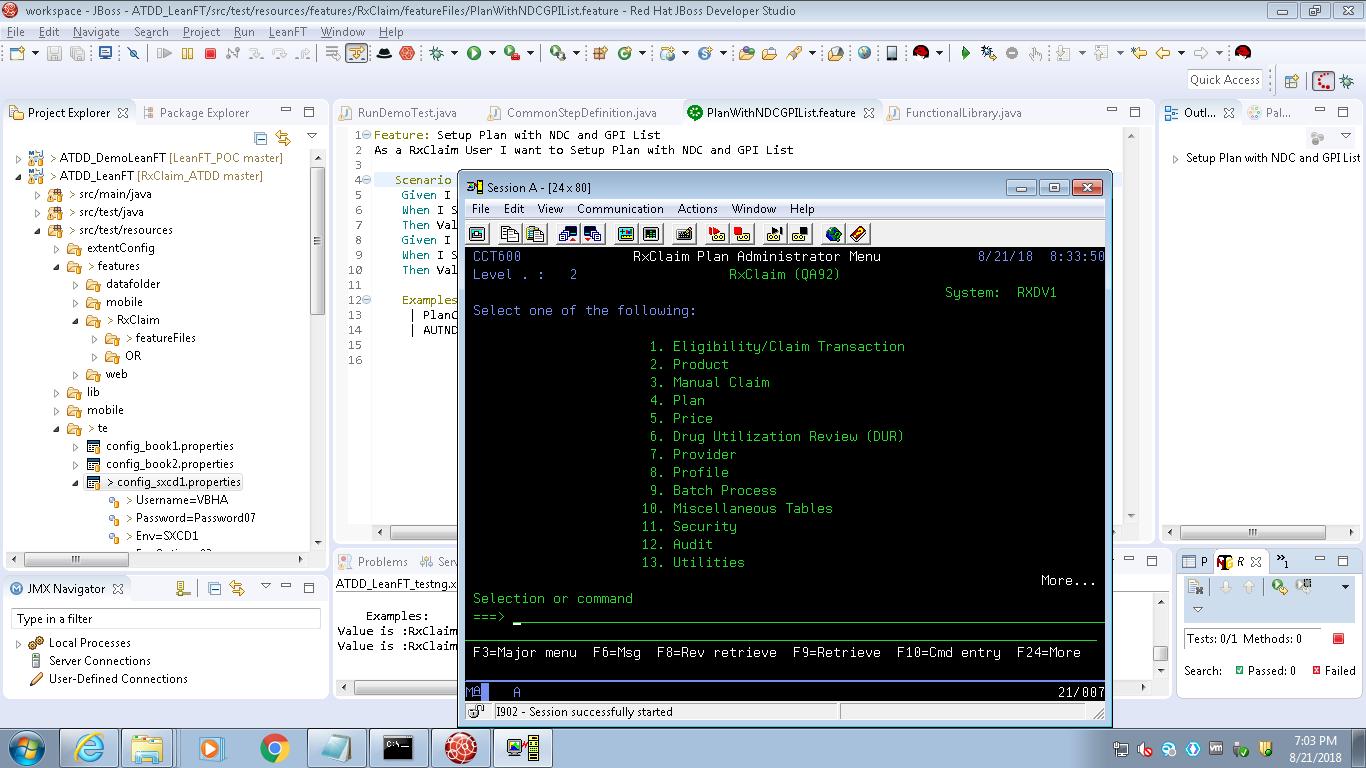 workspace - JBoss - ATDD_LeanFT/src/test/resources/features/RxClaim/featureFiles/PlanWithNDCGPIList.feature - Red Hat JBoss Developer Studio
File Edit Navigate Search Project Run LeanFT Window Help
Quick Access
Project Explorer
Package Explorer
RunDemoTest.java
CommonStepDefinition.java
PlanWithNDCGPIList.feature
FunctionalLibrary.java
Outl...
Pal...
> ATDD_DemoLeanFT [LeanFT_POC master]
> ATDD_LeanFT [RxClaim_ATDD master]
> src/main/java
> src/test/java
> src/test/resources
extentConfig
> features
datafolder
mobile
> RxClaim
> featureFiles
OR
web
lib
mobile
> te
config_book1.properties
config_book2.properties
> config_sxcd1.properties
> Username=VBHA
> Password=Password07
> Env=SXCD1
1 Feature: Setup Plan with NDC and GPI List
2 As a RxClaim User I want to Setup Plan with NDC and GPI List
3
4 Scenario
5 Given I
6 When I S
7 Then Val
8 Given I
9 When I S
10 Then Val
11
12 Examples
13 | PlanC
14 | AUTND
15
16
Setup Plan with NDC and GPI List
Session A - [24 x 80]
File Edit View Communication Actions Window Help
CCT600 RxClaim Plan Administrator Menu 8/21/18 8:33:50
Level . : 2 RxClaim (QA92)
System: RXDV1
Select one of the following:
1. Eligibility/Claim Transaction
2. Product
3. Manual Claim
4. Plan
5. Price
6. Drug Utilization Review (DUR)
7. Provider
8. Profile
9. Batch Process
10. Miscellaneous Tables
11. Security
12. Audit
13. Utilities
More...
Selection or command
===>
F3=Major menu F6=Msg F8=Rev retrieve F9=Retrieve F10=Cmd entry F24=More
MA A 21/007
I902 - Session successfully started
JMX Navigator
Type in a filter
Local Processes
Server Connections
User-Defined Connections
Problems
Serv
ATDD_LeanFT_testng.x
Examples:
Value is :RxClaim
Value is :RxClaim
P
R
»1
Tests: 0/1 Methods: 0
Search: Passed: 0 Failed
7:03 PM
8/21/2018